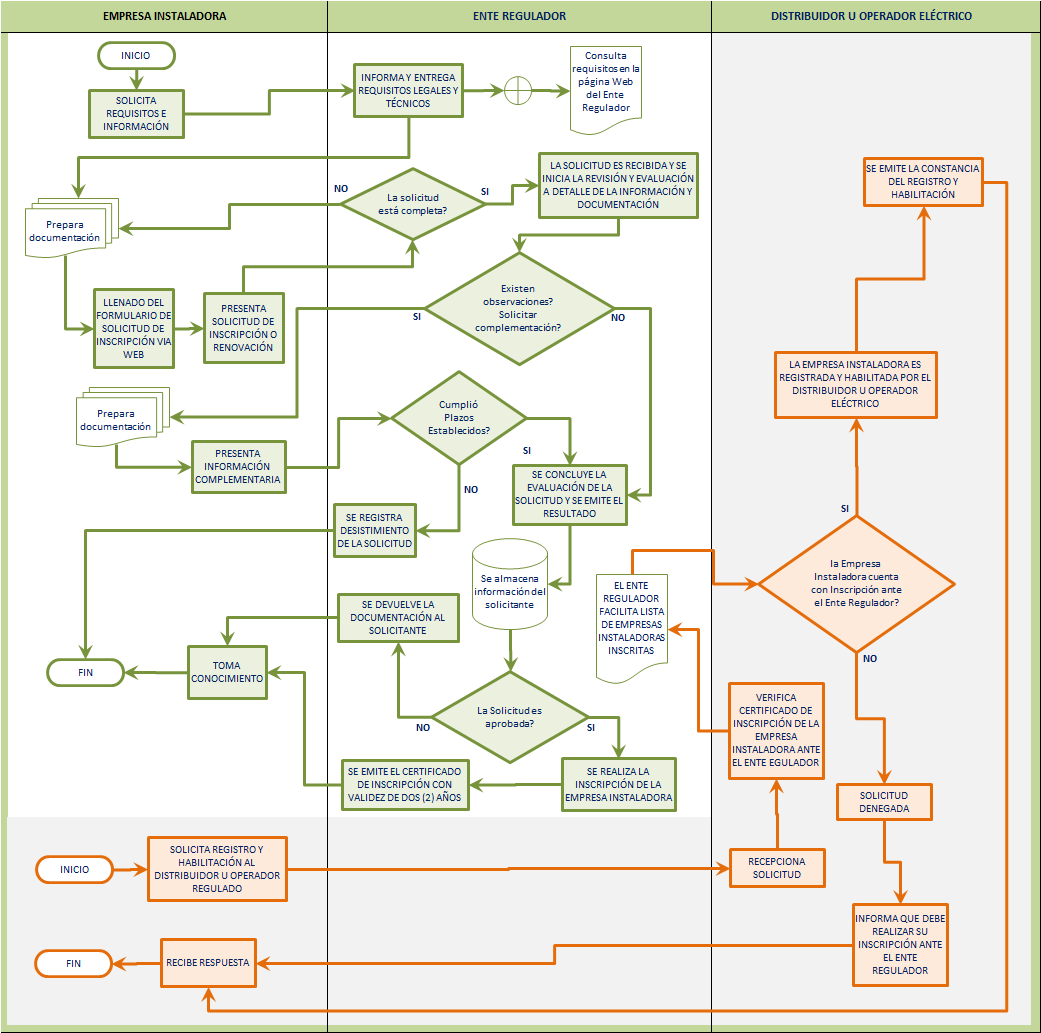 EMPRESA INSTALADORA
ENTE REGULADOR
DISTRIBUIDOR U OPERADOR ELÉCTRICO
INICIO
SOLICITA
REQUISITOS E
INFORMACIÓN
INFORMA Y ENTREGA
REQUISITOS LEGALES Y
TÉCNICOS
Consulta
requisitos en la
página Web
del Ente
Regulador
NO
La solicitud
está completa?
SI
LA SOLICITUD ES RECIBIDA Y SE
INICIA LA REVISIÓN Y EVALUACIÓN
A DETALLE DE LA INFORMACIÓN Y
DOCUMENTACIÓN
Prepara
documentación
LLENADO DEL
FORMULARIO DE
SOLICITUD DE
INSCRIPCIÓN VIA
WEB
PRESENTA
SOLICITUD DE
INSCRIPCIÓN O
RENOVACIÓN
Existen
observaciones?
Solicitar
complementación?
SI
NO
Prepara
documentación
PRESENTA
INFORMACIÓN
COMPLEMENTARIA
Cumplió
Plazos
Establecidos?
SI
NO
SE CONCLUYE LA
EVALUACIÓN DE LA
SOLICITUD Y SE EMITE EL
RESULTADO
SE REGISTRA
DESISTIMIENTO
DE LA SOLICITUD
Se almacena
información del
solicitante
SE DEVUELVE LA
DOCUMENTACIÓN AL
SOLICITANTE
FIN
TOMA
CONOCIMIENTO
La Solicitud es
aprobada?
NO
SI
SE EMITE EL CERTIFICADO
DE INSCRIPCIÓN CON
VALIDEZ DE DOS (2) AÑOS
SE REALIZA LA
INSCRIPCIÓN DE LA
EMPRESA INSTALADORA
EL ENTE
REGULADOR
FACILITA LISTA
DE EMPRESAS
INSTALADORAS
INSCRITAS
SE EMITE LA CONSTANCIA
DEL REGISTRO Y
HABILITACIÓN
LA EMPRESA INSTALADORA ES
REGISTRADA Y HABILITADA POR EL
DISTRIBUIDOR U OPERADOR
ELÉCTRICO
SI
la Empresa
Instaladora cuenta
con Inscripción ante
el Ente Regulador?
NO
VERIFICA
CERTIFICADO DE
INSCRIPCIÓN DE LA
EMPRESA
INSTALADORA ANTE
EL ENTE EGULADOR
SOLICITUD
DENEGADA
INICIO
SOLICITA REGISTRO Y
HABILITACIÓN AL
DISTRIBUIDOR U OPERADOR
REGULADO
RECEPCIONA
SOLICITUD
INFORMA QUE DEBE
REALIZAR SU
INSCRIPCIÓN ANTE
EL ENTE
REGULADOR
FIN
RECIBE RESPUESTA